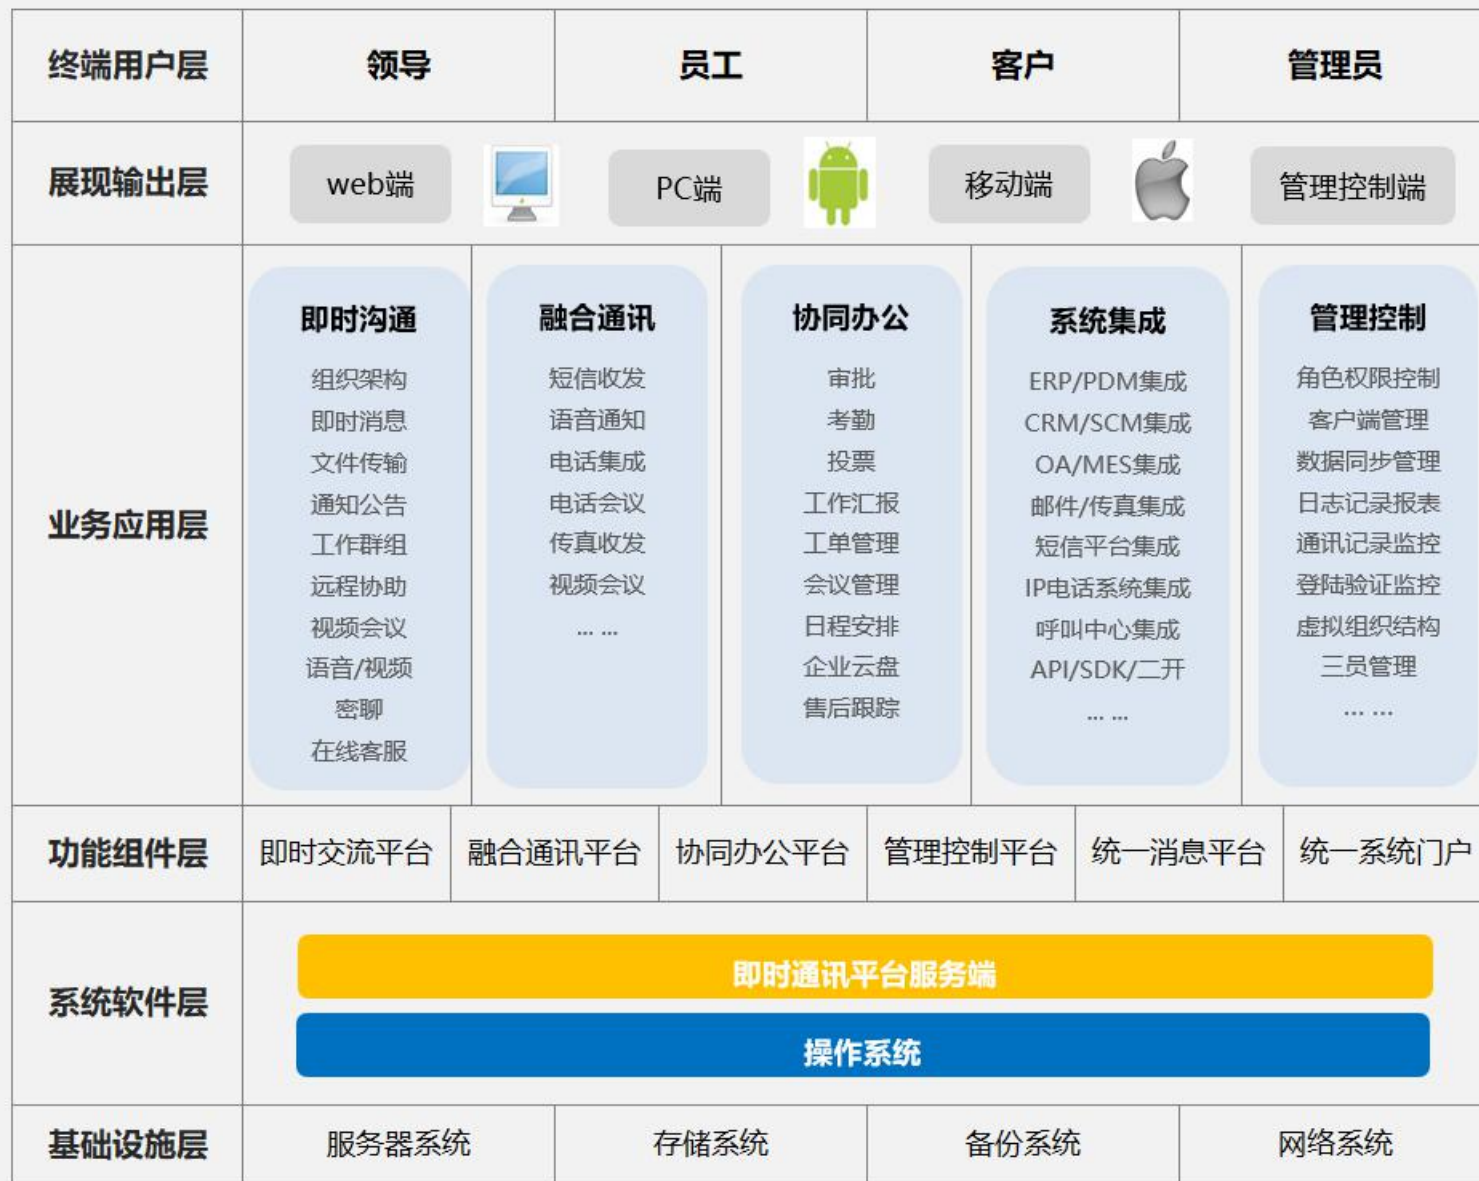 终端用户层
领导
员工
客户
管理员
展现输出层
web端
PC端
移动端
管理控制端
业务应用层
即时沟通
组织架构
即时消息
文件传输
通知公告
工作群组
远程协助
视频会议
语音/视频
密聊
在线客服
融合通讯
短信收发
语音通知
电话集成
电话会议
传真收发
视频会议
... ...
协同办公
审批
考勤
投票
工作汇报
工单管理
会议管理
日程安排
企业云盘
售后跟踪
系统集成
ERP/PDM集成
CRM/SCM集成
OA/MES集成
邮件/传真集成
短信平台集成
IP电话系统集成
呼叫中心集成
API/SDK/二开
... ...
管理控制
角色权限控制
客户端管理
数据同步管理
日志记录报表
通讯记录监控
登陆验证监控
虚拟组织结构
三员管理
... ...
功能组件层
即时交流平台
融合通讯平台
协同办公平台
管理控制平台
统一消息平台
统一系统门户
系统软件层
即时通讯平台服务端
操作系统
基础设施层
服务器系统
存储系统
备份系统
网络系统